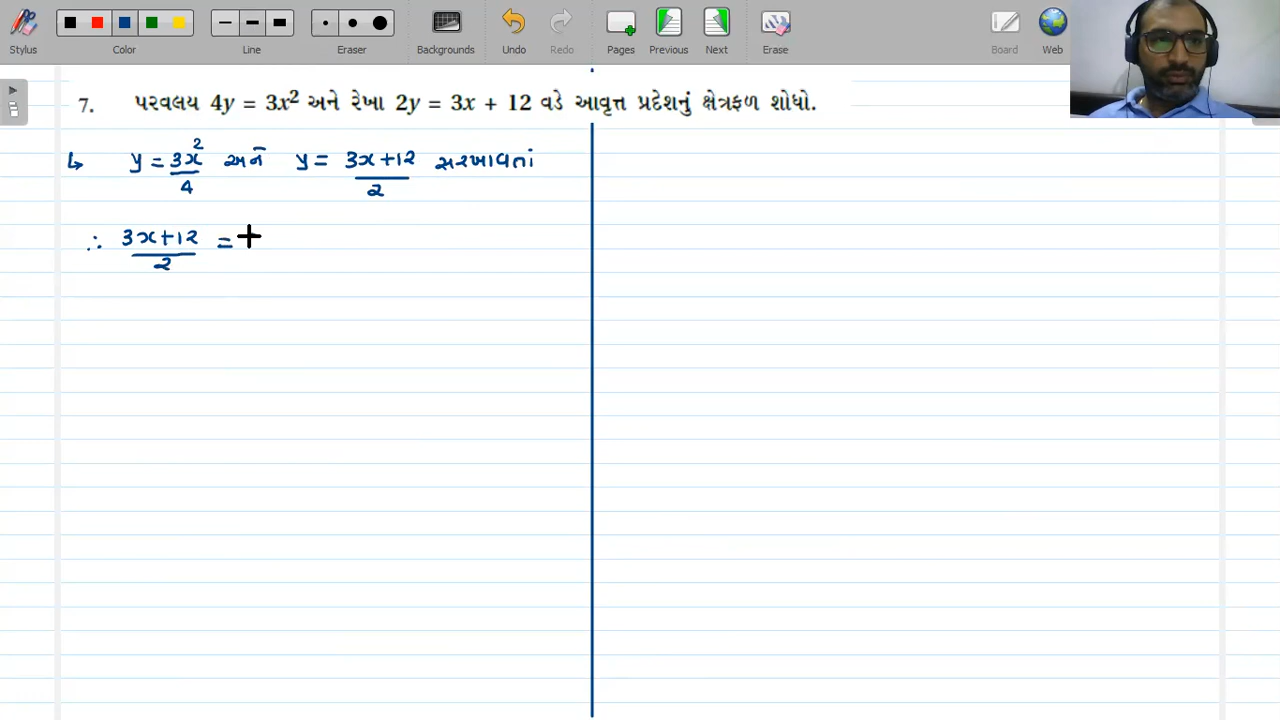 Stylus Color Line Eraser Backgrounds Undo Redo Pages Previous Next Erase Board Web
7. પરવલય 4y = 3x² અને રેખા 2y = 3x + 12 વડે આવૃત્ત પ્રદેશનું ક્ષેત્રફળ શોધો.
↳ y = 3x²/4 અને y = 3x+12/2 સરખાવતાં
∴ 3x+12/2 =